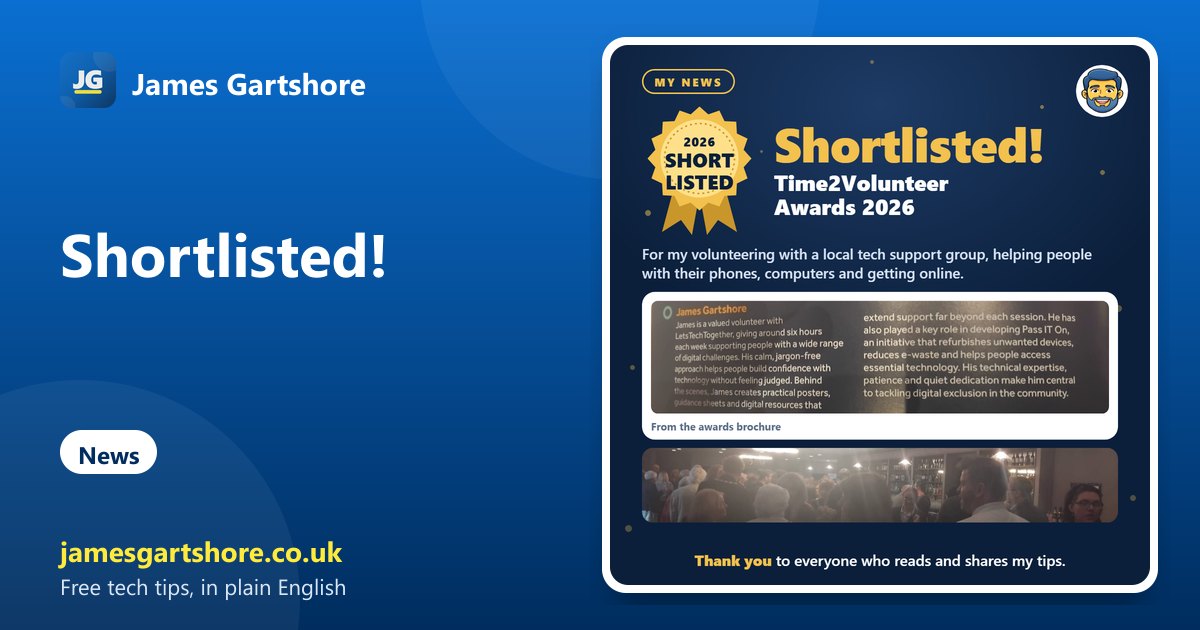 JG
James Gartshore
Shortlisted!
News
jamesgartshore.co.uk
Free tech tips, in plain English
MY NEWS
2026
SHORT
LISTED
Shortlisted!
Time2Volunteer
Awards 2026
For my volunteering with a local tech support group, helping people
with their phones, computers and getting online.
James Gartshore
James is a valued volunteer with
LetsTechTogether, giving around six hours
each week supporting people with a wide range
of digital challenges. His calm, jargon-free
approach helps people build confidence with
technology without feeling judged. Behind
the scenes, James creates practical posters,
guidance sheets and digital resources that
extend support far beyond each session. He has
also played a key role in developing Pass IT On,
an initiative that refurbishes unwanted devices,
reduces e-waste and helps people access
essential technology. His technical expertise,
patience and quiet dedication make him central
to tackling digital exclusion in the community.
From the awards brochure
Thank you to everyone who reads and shares my tips.